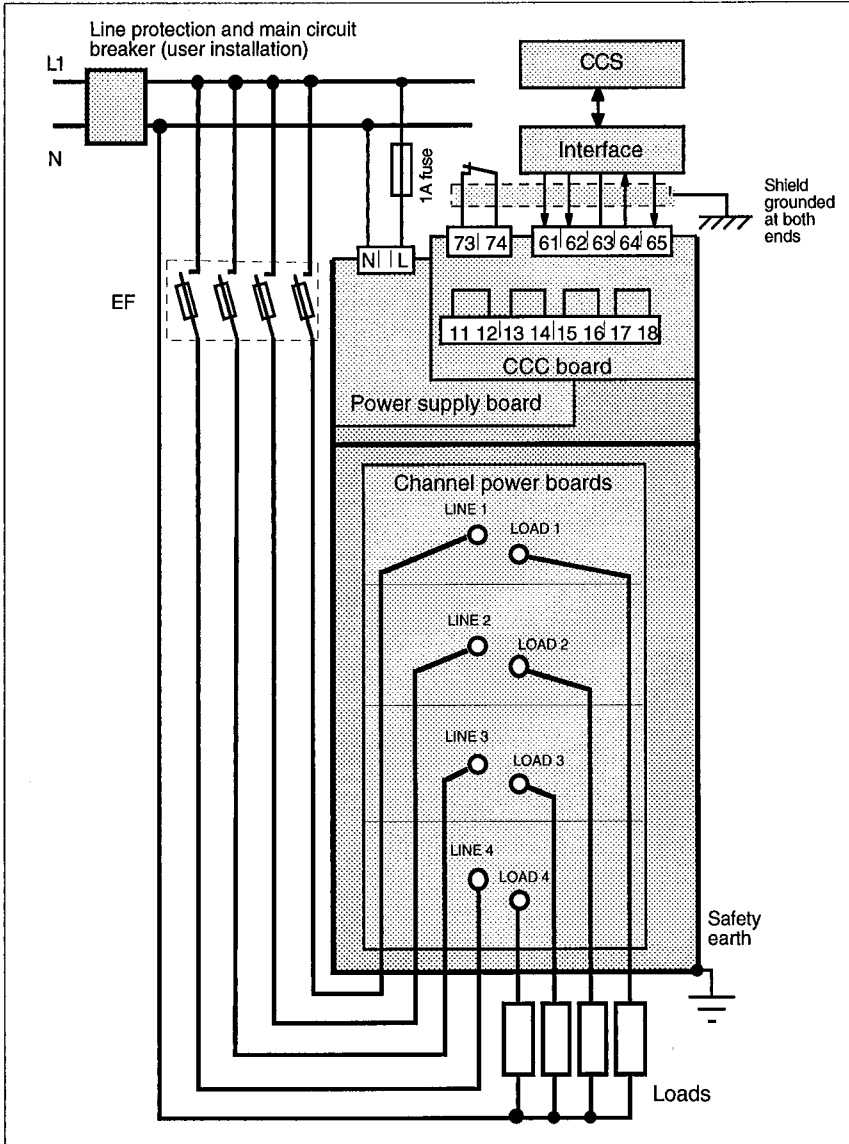 Line protection and main circuit
breaker (user installation)
L1
N
CCS
Interface
1A fuse
Shield
grounded
at both
ends
73 74
61 62 63 64 65
N L
EF
11 12 13 14 15 16 17 18
CCC board
Power supply board
Channel power boards
LINE 1
LOAD 1
LINE 2
LOAD 2
LINE 3
LOAD 3
LINE 4
LOAD 4
Safety
earth
Loads